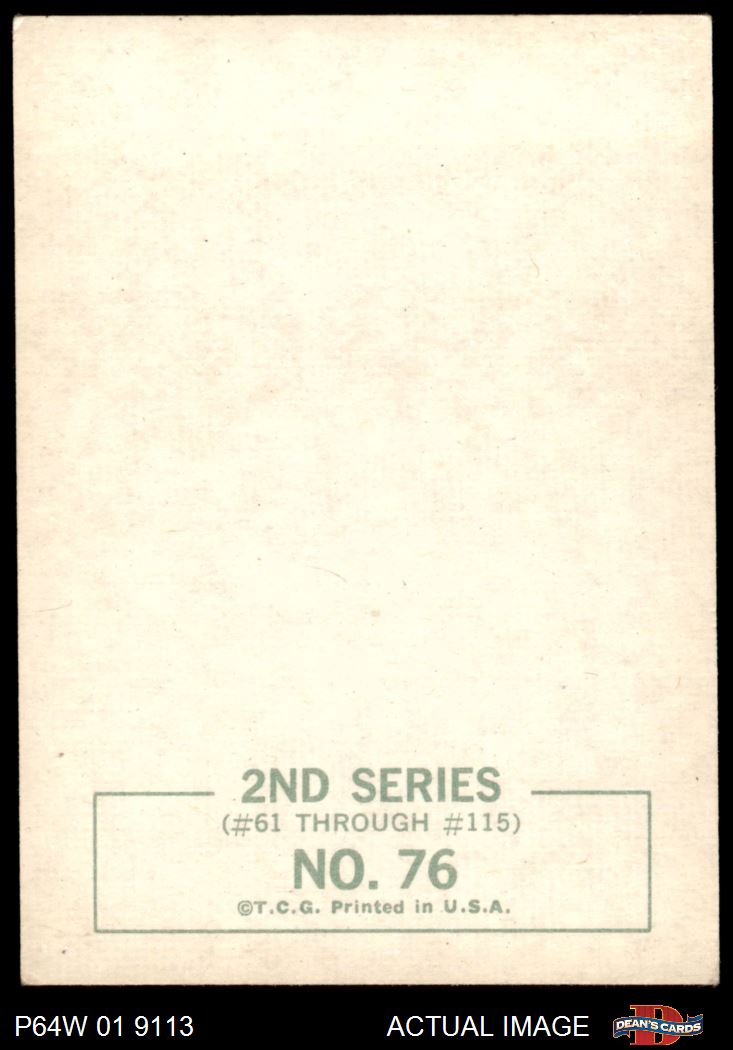 2ND SERIES
(#61 THROUGH #115)
NO. 76
©T.C.G. Printed in U.S.A.
P64W 01 9113
ACTUAL IMAGE
DEAN'S CARDS